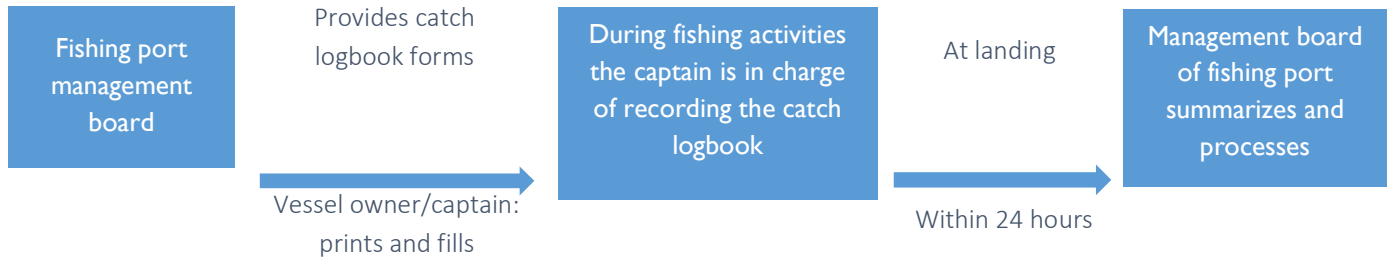 Fishing port
management
board
Provides catch
logbook forms
Vessel owner/captain:
prints and fills
During fishing activities
the captain is in charge
of recording the catch
logbook
At landing
Within 24 hours
Management board
of fishing port
summarizes and
processes